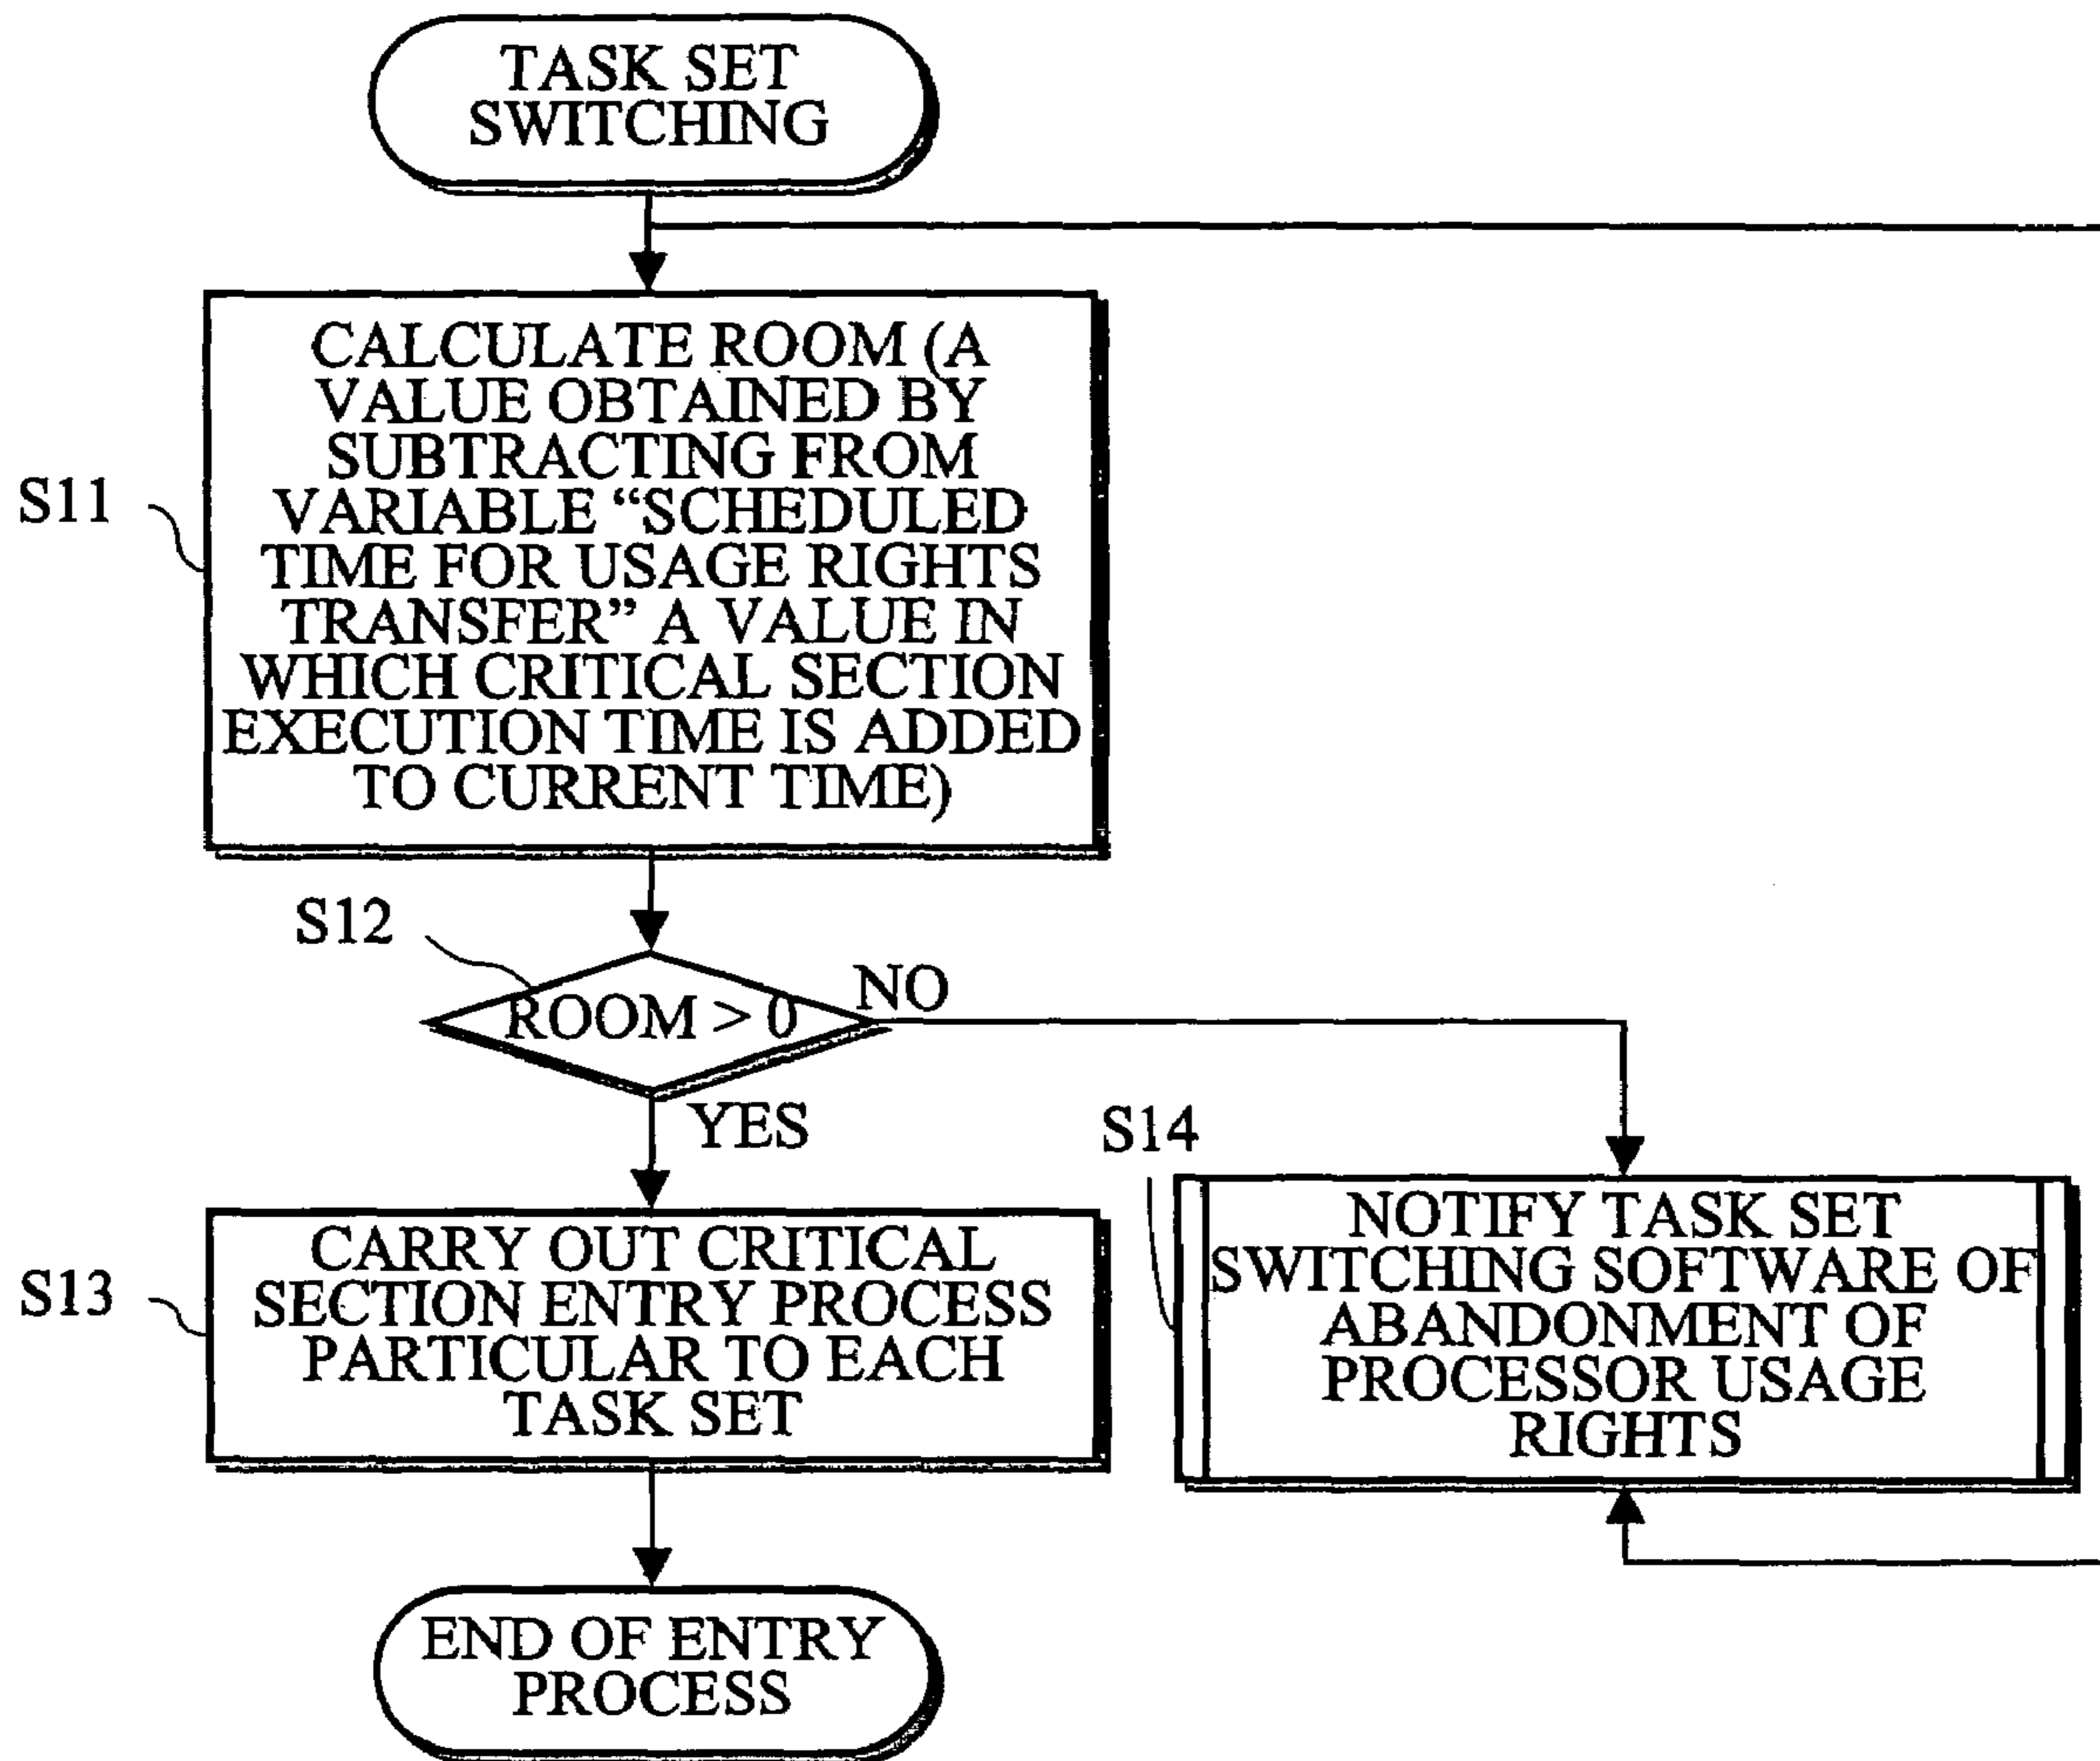 TASK SET
SWITCHING
S11
CALCULATE ROOM (A
VALUE OBTAINED BY
SUBTRACTING FROM
VARIABLE “SCHEDULED
TIME FOR USAGE RIGHTS
TRANSFER” A VALUE IN
WHICH CRITICAL SECTION
EXECUTION TIME IS ADDED
TO CURRENT TIME)
S12
ROOM > 0
NO
YES
S13
CARRY OUT CRITICAL
SECTION ENTRY PROCESS
PARTICULAR TO EACH
TASK SET
S14
NOTIFY TASK SET
SWITCHING SOFTWARE OF
ABANDONMENT OF
PROCESSOR USAGE
RIGHTS
END OF ENTRY
PROCESS